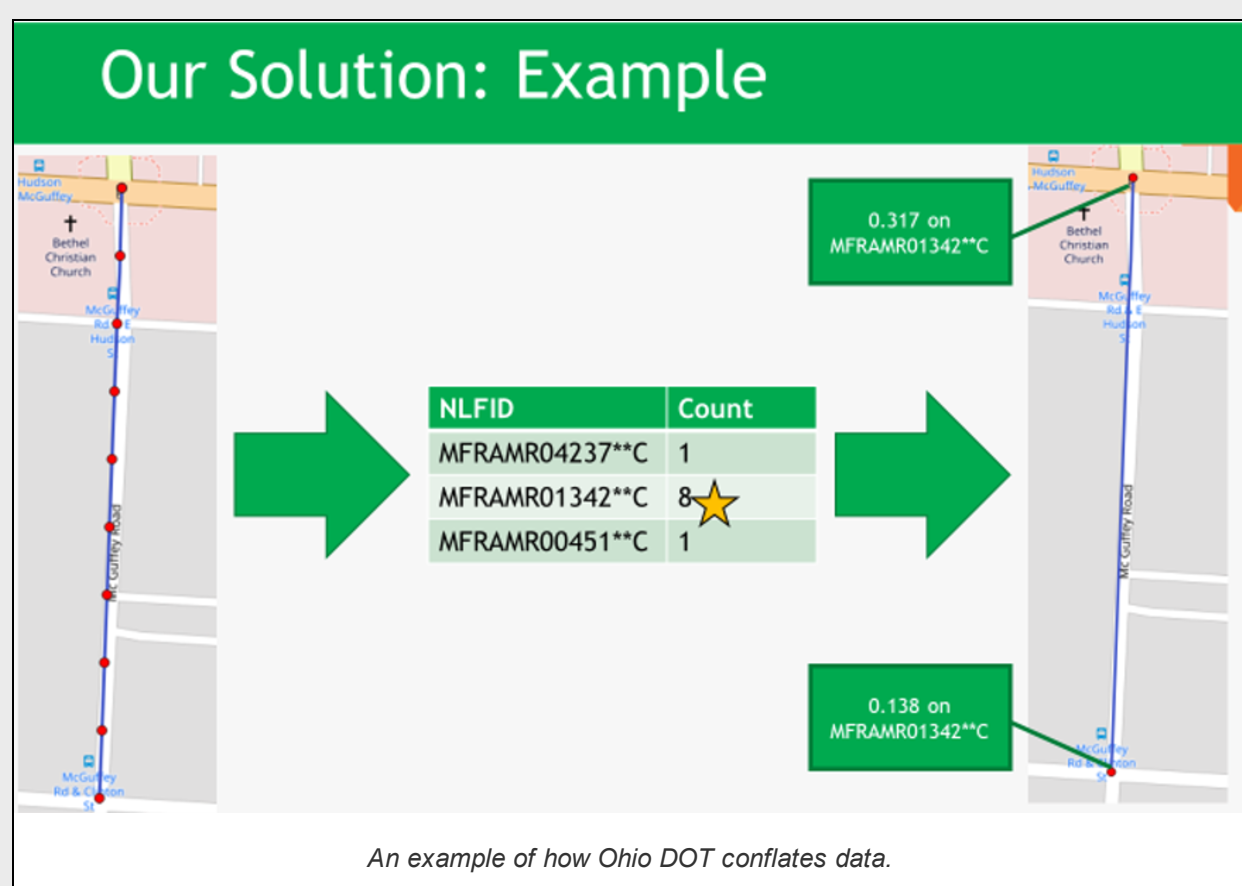 Our Solution: Example
Hudson
McGuffey
Bethel
Christian
Church
McGuffey
Rd & E
Hudson
St
Mc Guffey Road
McGuffey
Rd & Clinton
St
NLFID Count
MFRAMR04237**C 1
MFRAMR01342**C 8
MFRAMR00451**C 1
0.317 on
MFRAMR01342**C
0.138 on
MFRAMR01342**C
Hudson
McGuffey
Bethel
Christian
Church
McGuffey
Rd & E
Hudson
St
Mc Guffey Road
McGuffey
Rd & Clinton
St
An example of how Ohio DOT conflates data.